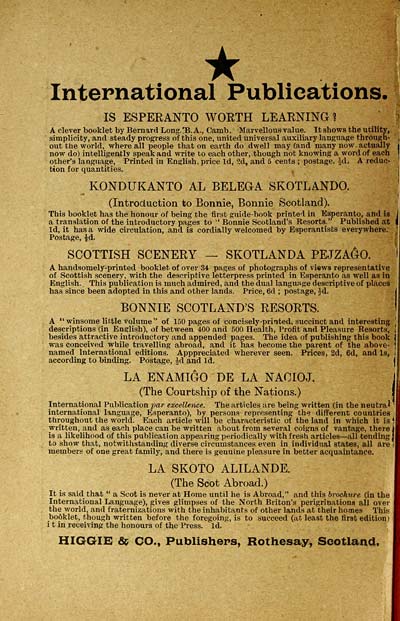 International Publications.
IS ESPERANTO WORTH LEARNING?
A clever booklet by Bernard Long, B.A., Camb. Marvellous value. It shows the utility,
simplicity, and steady progress of this one, united universal auxiliary language through-
out the world, where all people that on earth do dwell may (and many now actually
now do) intelligently speak and write to each other, though not knowing a word of each
other's language. Printed in English, price 1d, 2d, and 5 cents; postage, ½d. A reduc-
tion for quantities.
KONDUKANTO AL BELEGA SKOTLANDO.
(Introduction to Bonnie, Bonnie Scotland).
This booklet has the honour of being the first guide-book printed in Esperanto, and is
a translation of the introductory pages to "Bonnie Scotland's Resorts." Published at
1d, it has a wide circulation, and is cordially welcomed by Esperantists everywhere.
Postage, ½d.
SCOTTISH SCENERY — SKOTLANDA PEJZAĜO.
A handsomely-printed booklet of over 34 pages of photographs of views representative
of Scottish scenery, with the descriptive letterpress printed in Esperanto as well as in
English. This publication is much admired, and the dual language descriptive of places
has since been adopted in this and other lands. Price, 6d; postage, ½d.
BONNIE SCOTLAND'S RESORTS.
A "winsome little volume" of 150 pages of concisely-printed, succinct and interesting
descriptions (in English), of between 400 and 500 Health, Profit and Pleasure Resorts,
besides attractive introductory and appended pages. The idea of publishing this book
was conceived while travelling abroad, and it has become the parent of the above-
named International editions. Apppreciated wherever seen. Prices, 2d, 6d, and 1s,
according to binding. Postage, ½d and 1d.
LA ENAMIĜO DE LA NACIOJ.
(The Courtship of the Nations.)
International Publication par excellence. The articles are being written (in the neutral
international language, Esperanto), by persons representing the different countries
throughout the world. Each article will be characteristic of the land in which it is
written, and as each place can be written about from several coigns of vantage, there
is a likelihood of this publication appearing periodically with fresh articles—all tending
to show that, notwithstanding diverse circumstances even in individual states, all are
members of one great family, and there is genuine pleasure in better acquaintance.
LA SKOTO ALILANDE.
(The Scot Abroad.)
It is said that "a Scot is never at Home until he is Abroad," and this brochure (in the
International Language), gives glimpses of the North Briton's perigrinations all over
the world, and fraternizations with the inhabitants of other lands at their homes This
booklet, though written before the foregoing, is to succeed (at least the first edition)
it in receiving the honours of the Press. 1d.
HIGGIE & CO., Publishers, Rothesay, Scotland.